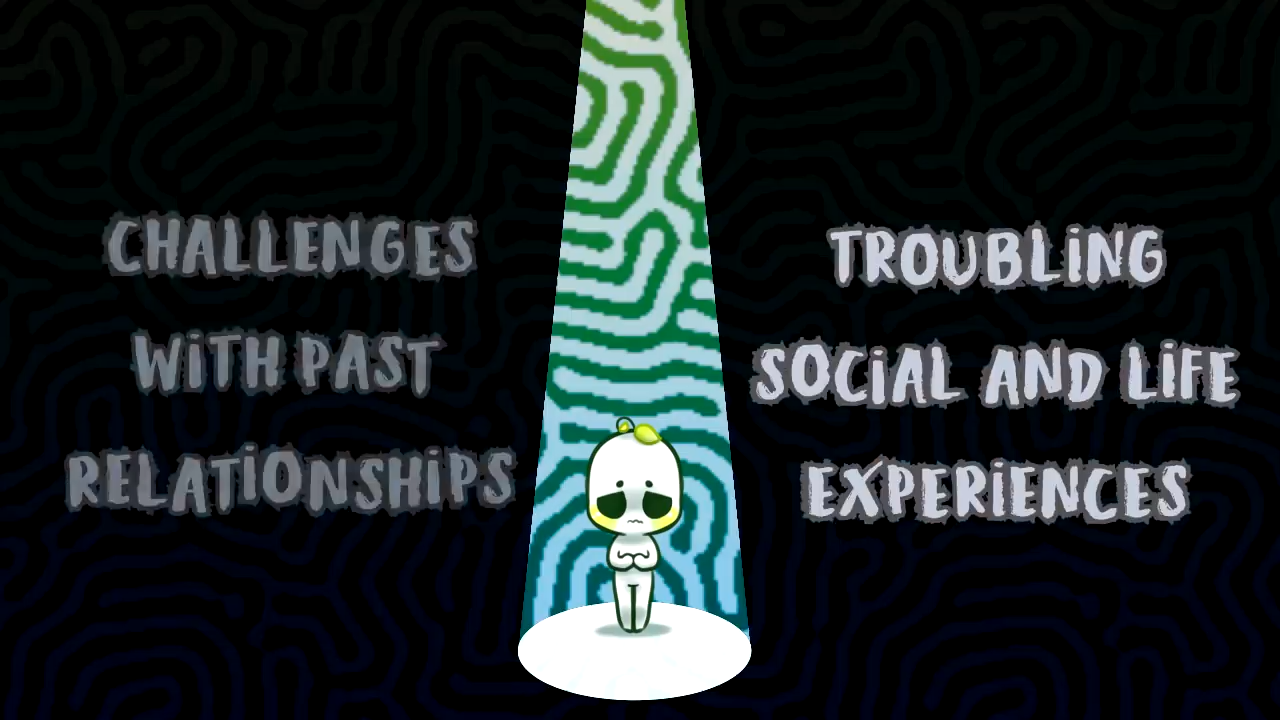 CHALLENGES
WITH PAST
RELATIONSHIPS
TROUBLING
SOCIAL AND LIFE
EXPERIENCES